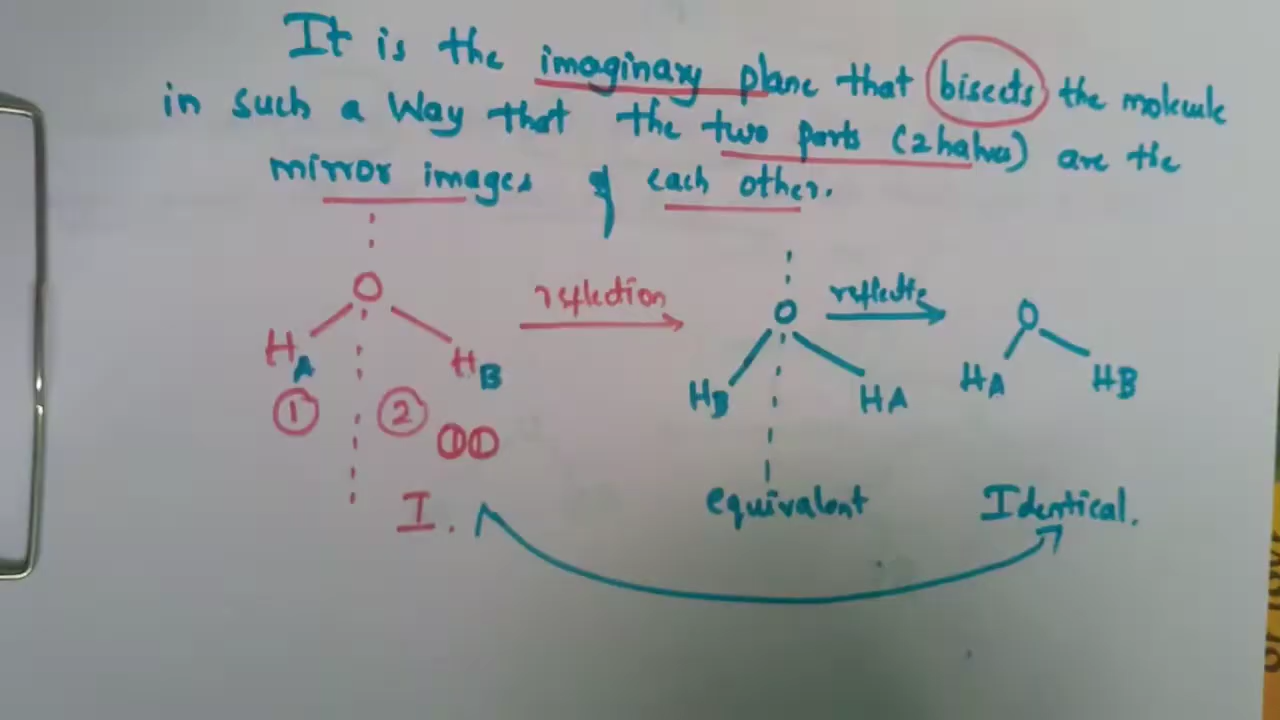 It is the imaginary plane that bisects the molecule
in such a way that the two parts (2 halves) are the
mirror images of each other.
O reflection O reflectn O
HA HB HB HA HA HB
1 2
I. equivalent Identical.